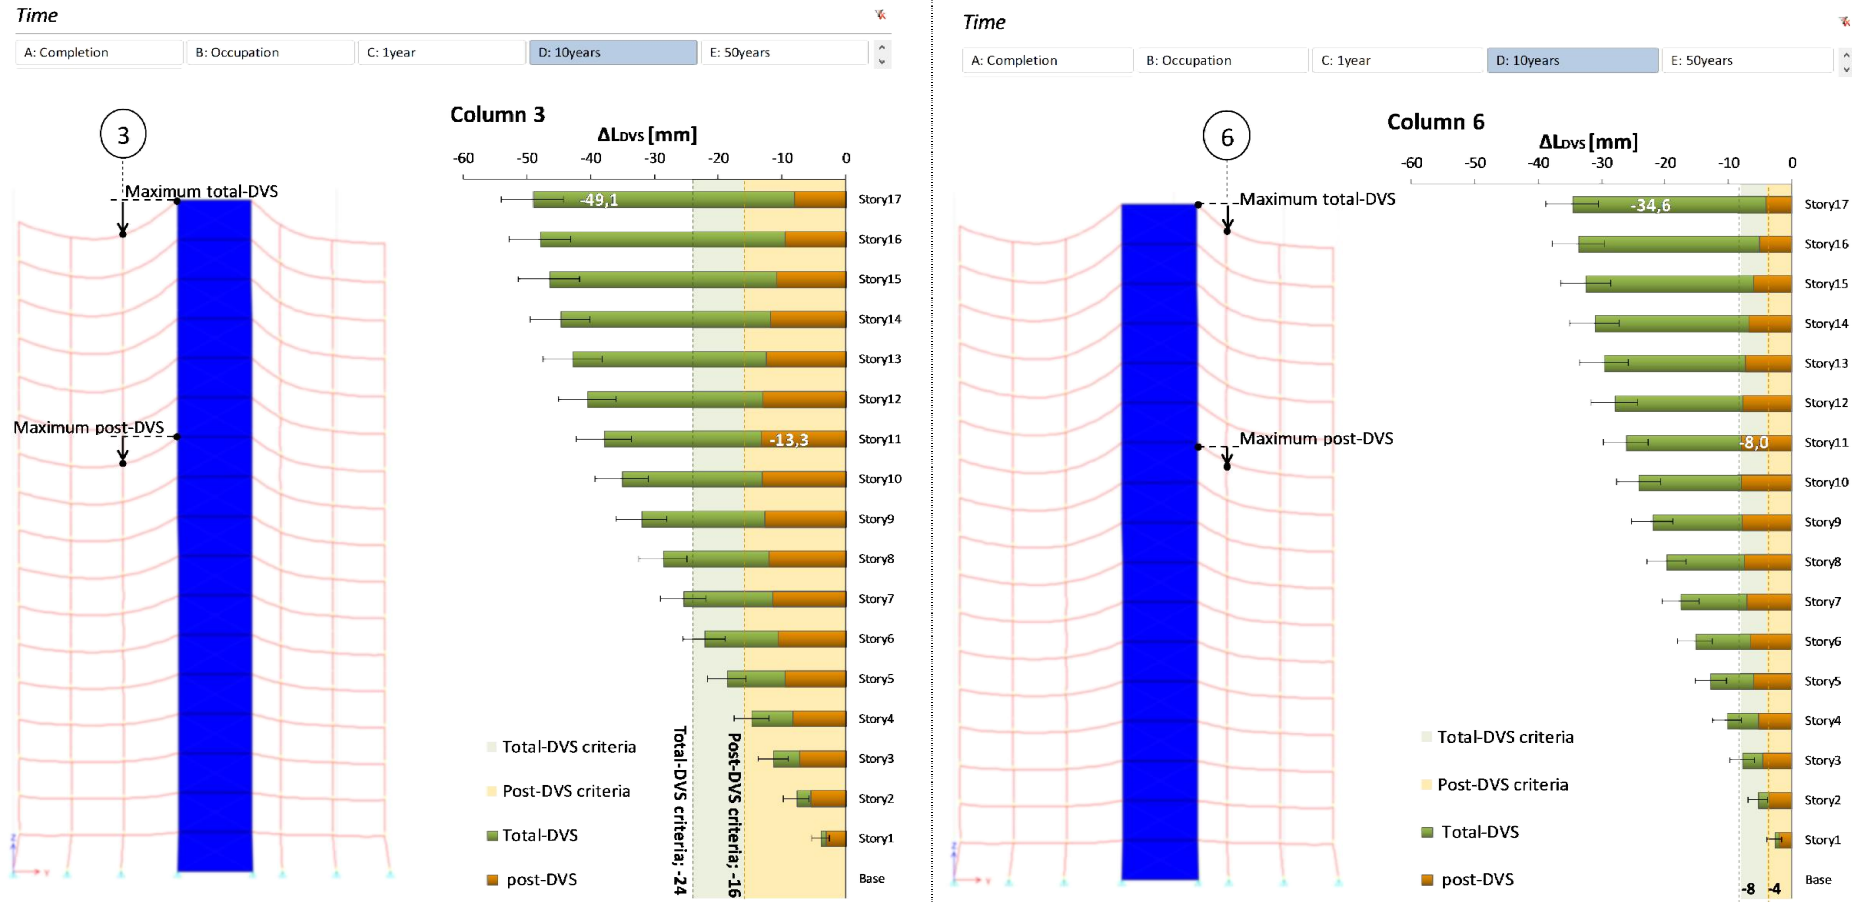 Time
A: Completion
B: Occupation
C: 1year
D: 10years
E: 50years
3
Maximum total-DVS
Maximum post-DVS
Column 3
ΔLDVS [mm]
-60 -50 -40 -30 -20 -10 0
-49,1
Story17
Story16
Story15
Story14
Story13
Story12
-13,3
Story11
Story10
Story9
Story8
Story7
Story6
Story5
Story4
Story3
Story2
Story1
Base
Total-DVS criteria
Post-DVS criteria
Total-DVS
post-DVS
Total-DVS criteria; -24
Post-DVS criteria; -16
Z
Y
Time
A: Completion
B: Occupation
C: 1year
D: 10years
E: 50years
6
Maximum total-DVS
Maximum post-DVS
Column 6
ΔLDVS [mm]
-60 -50 -40 -30 -20 -10 0
-34,6
Story17
Story16
Story15
Story14
Story13
Story12
-8,0
Story11
Story10
Story9
Story8
Story7
Story6
Story5
Story4
Story3
Story2
Story1
Base
Total-DVS criteria
Post-DVS criteria
Total-DVS
post-DVS
-8 -4
Z
Y